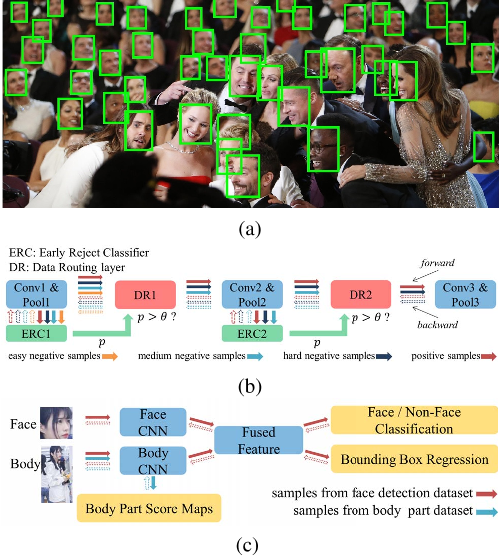 (a)
ERC: Early Reject Classifier
DR: Data Routing layer
forward
Conv1 &
Pool1
DR1
Conv2 &
Pool2
DR2
Conv3 &
Pool3
p > θ ?
p > θ ?
backward
ERC1
p
ERC2
p
easy negative samples
medium negative samples
hard negative samples
positive samples
(b)
Face
Face
CNN
Face / Non-Face
Classification
Fused
Feature
Body
Body
CNN
Bounding Box Regression
samples from face detection dataset
Body Part Score Maps
samples from body part dataset
(c)